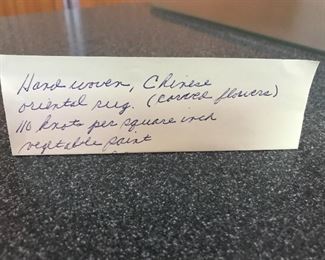 Hand woven, Chinese
oriental rug. (carved flowers)
110 knots per square inch
vegetable paint